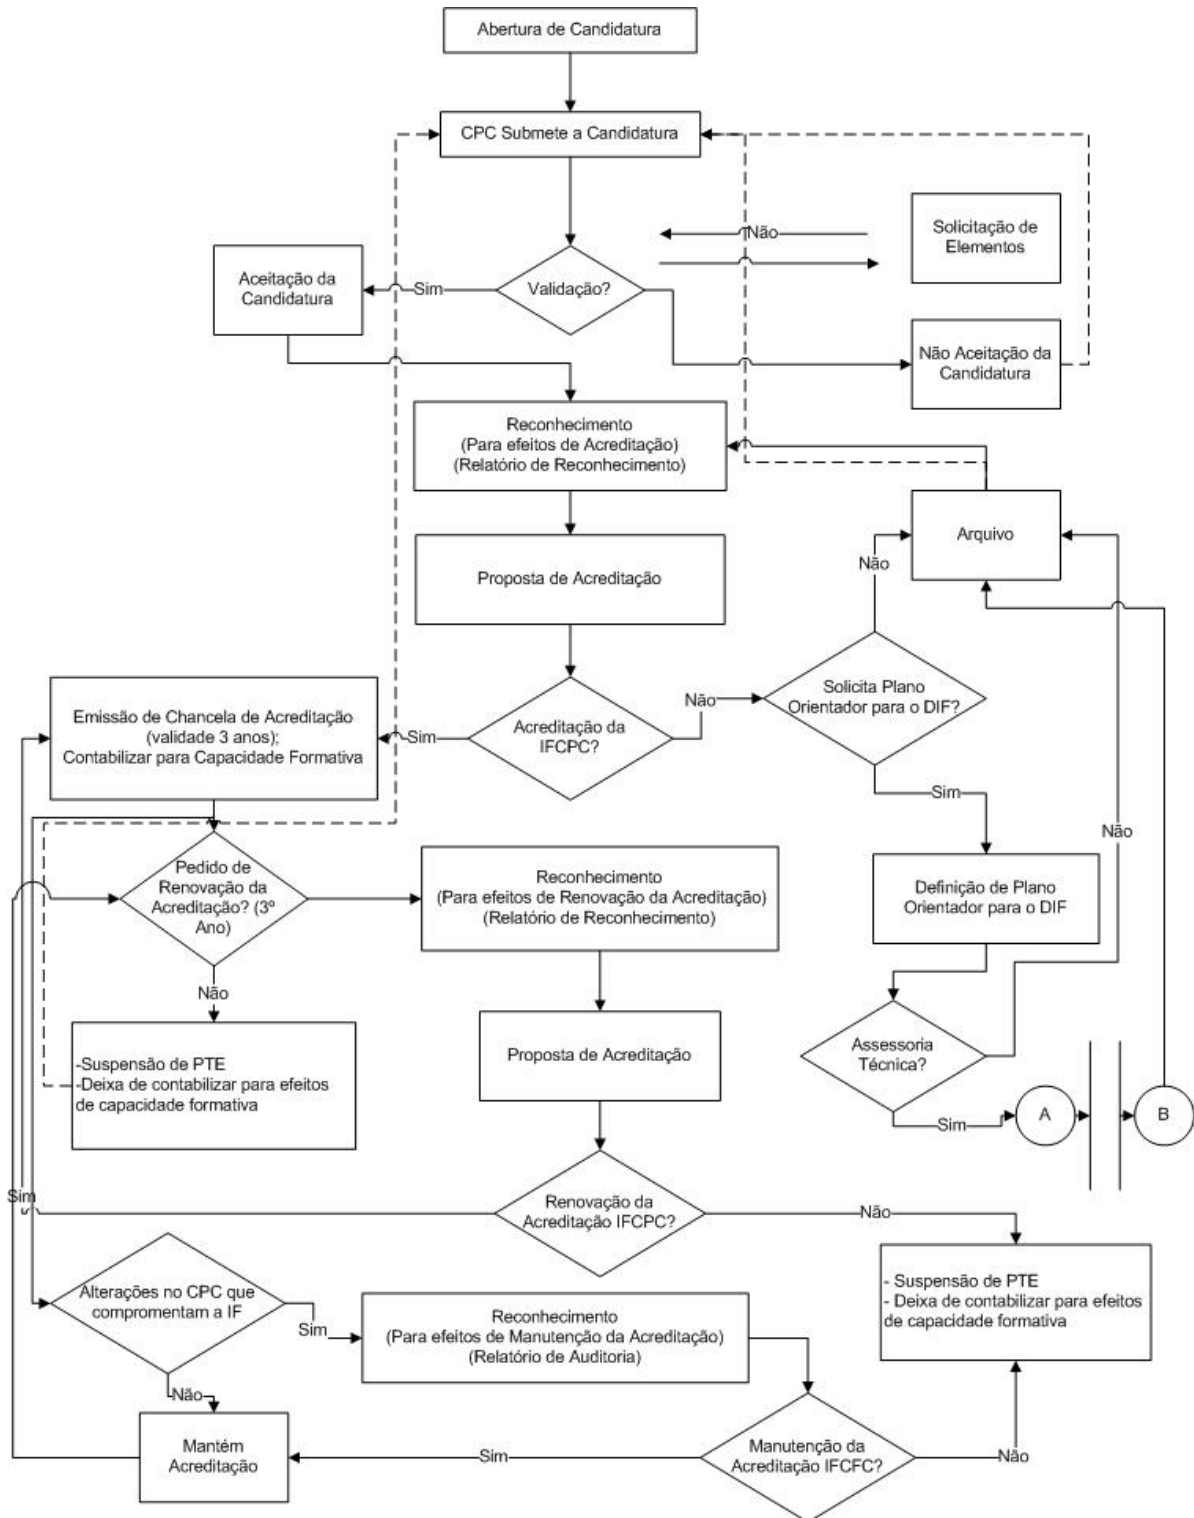 Abertura de Candidatura
CPC Submete a Candidatura
Não
Solicitação de
Elementos
Aceitação da
Candidatura
Sim
Validação?
Não Aceitação da
Candidatura
Reconhecimento
(Para efeitos de Acreditação)
(Relatório de Reconhecimento)
Arquivo
Não
Proposta de Acreditação
Solicita Plano
Orientador para o DIF?
Não
Emissão de Chancela de Acreditação
(validade 3 anos);
Contabilizar para Capacidade Formativa
Sim
Acreditação da
IFCPC?
Sim
Não
Pedido de
Renovação da
Acreditação? (3º
Ano)
Reconhecimento
(Para efeitos de Renovação da Acreditação)
(Relatório de Reconhecimento)
Definição de Plano
Orientador para o DIF
Não
-Suspensão de PTE
-Deixa de contabilizar para efeitos
de capacidade formativa
Proposta de Acreditação
Assessoria
Técnica?
Sim
A
B
Sim
Renovação da
Acreditação IFCPC?
Não
Alterações no CPC que
compromentam a IF
Sim
Reconhecimento
(Para efeitos de Manutenção da Acreditação)
(Relatório de Auditoria)
- Suspensão de PTE
- Deixa de contabilizar para efeitos
de capacidade formativa
Não
Mantém
Acreditação
Sim
Manutenção da
Acreditação IFCFC?
Não